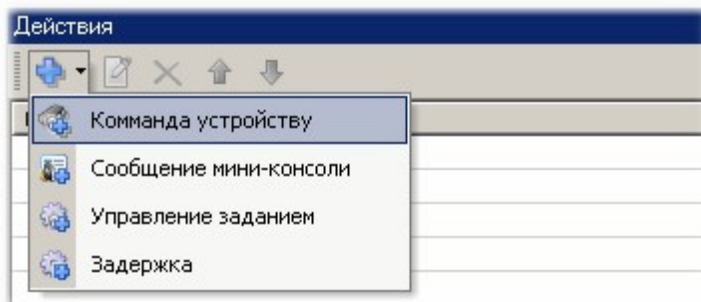 Действия
Комманда устройству
Сообщение мини-консоли
Управление заданием
Задержка